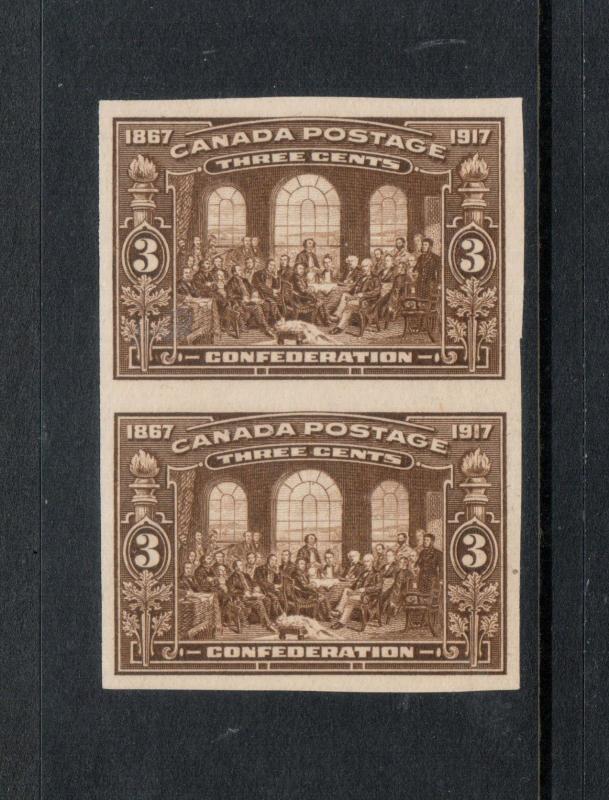 1867 1917
CANADA POSTAGE
THREE CENTS
3 3
CONFEDERATION
1867 1917
CANADA POSTAGE
THREE CENTS
3 3
CONFEDERATION